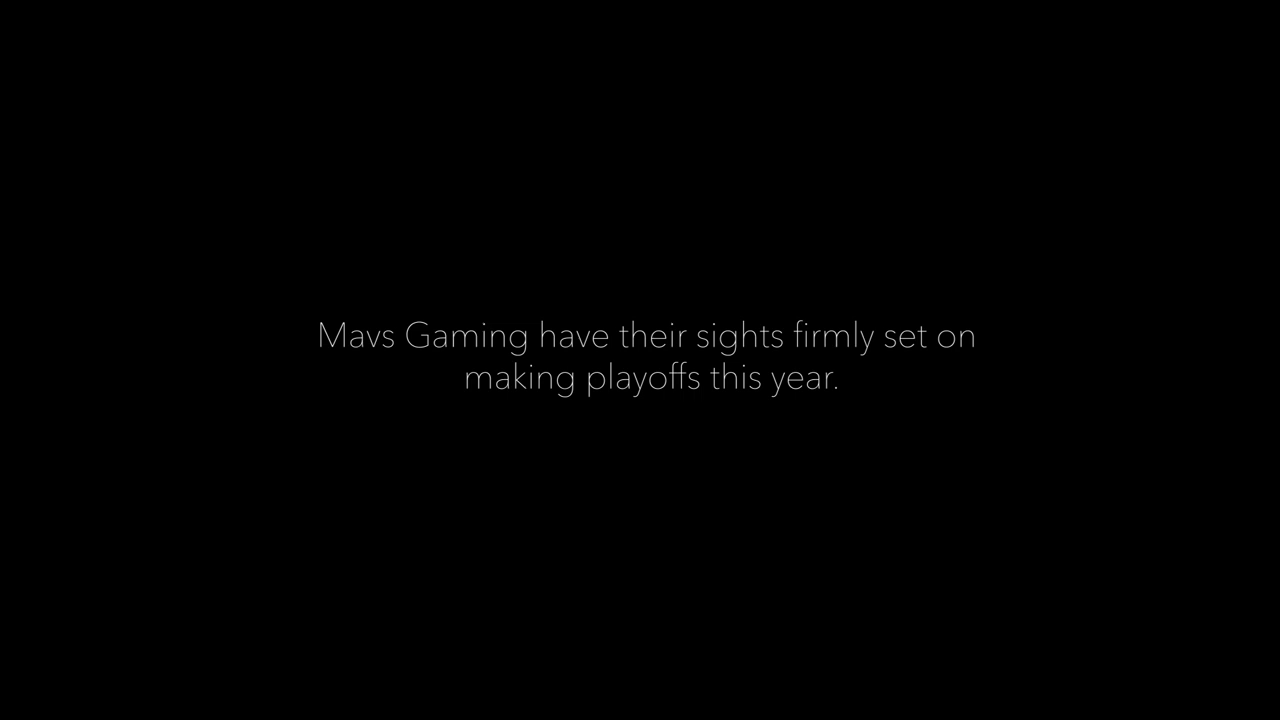 Mavs Gaming have their sights firmly set on
making playoffs this year.